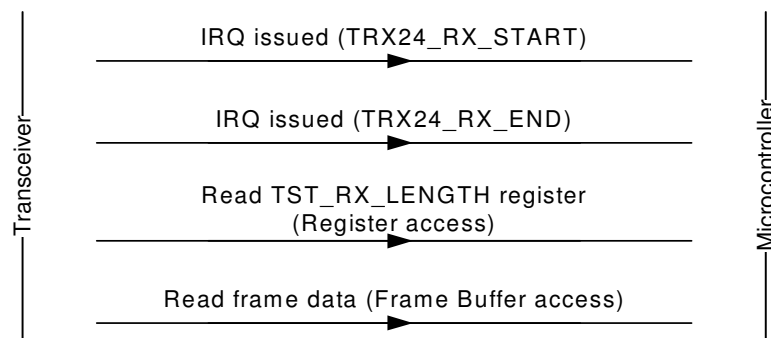 IRQ issued (TRX24_RX_START)
IRQ issued (TRX24_RX_END)
Read TST_RX_LENGTH register
(Register access)
Read frame data (Frame Buffer access)
Transceiver
Microcontroller